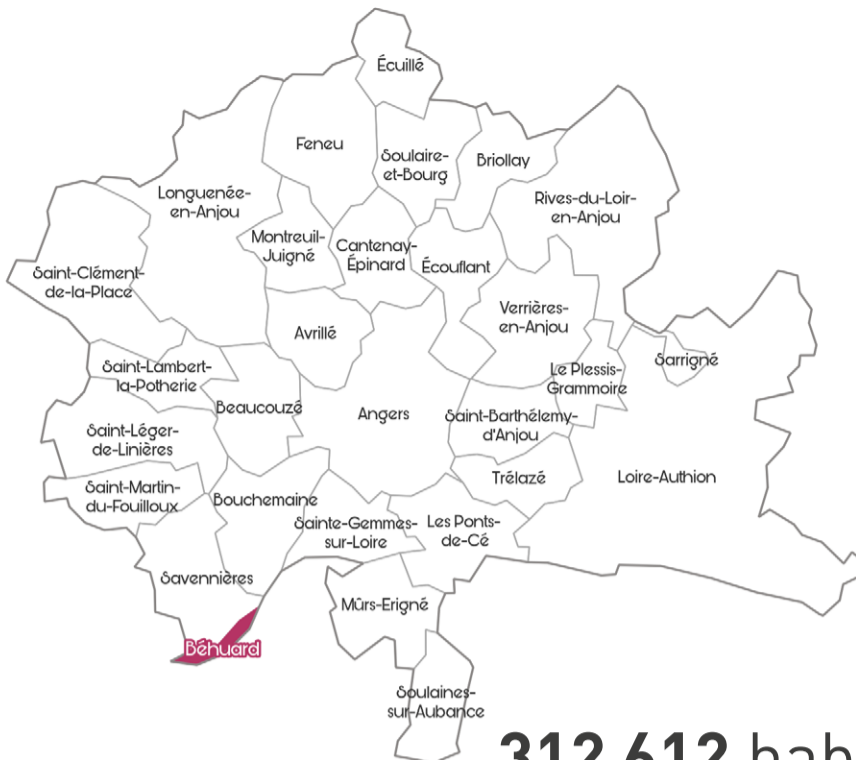 Écuillé
Feneu
Soulaire-
et-Bourg
Briollay
Longuenée-
en-Anjou
Rives-du-Loir-
en-Anjou
Montreuil-
Juigné
Cantenay-
Épinard
Écouflant
Saint-Clément-
de-la-Place
Verrières-
en-Anjou
Avrillé
Saint-Lambert-
la-Potherie
Le Plessis-
Grammoire
Sarrigné
Beaucouzé
Angers
Saint-Barthélemy-
d'Anjou
Saint-Léger-
de-Linières
Trélazé
Loire-Authion
Saint-Martin-
du-Fouilloux
Bouchemaine
Sainte-Gemmes-
sur-Loire
Les Ponts-
de-Cé
Savennières
Mûrs-Erigné
Béhuard
Soulaines-
sur-Aubance
312 612 hab